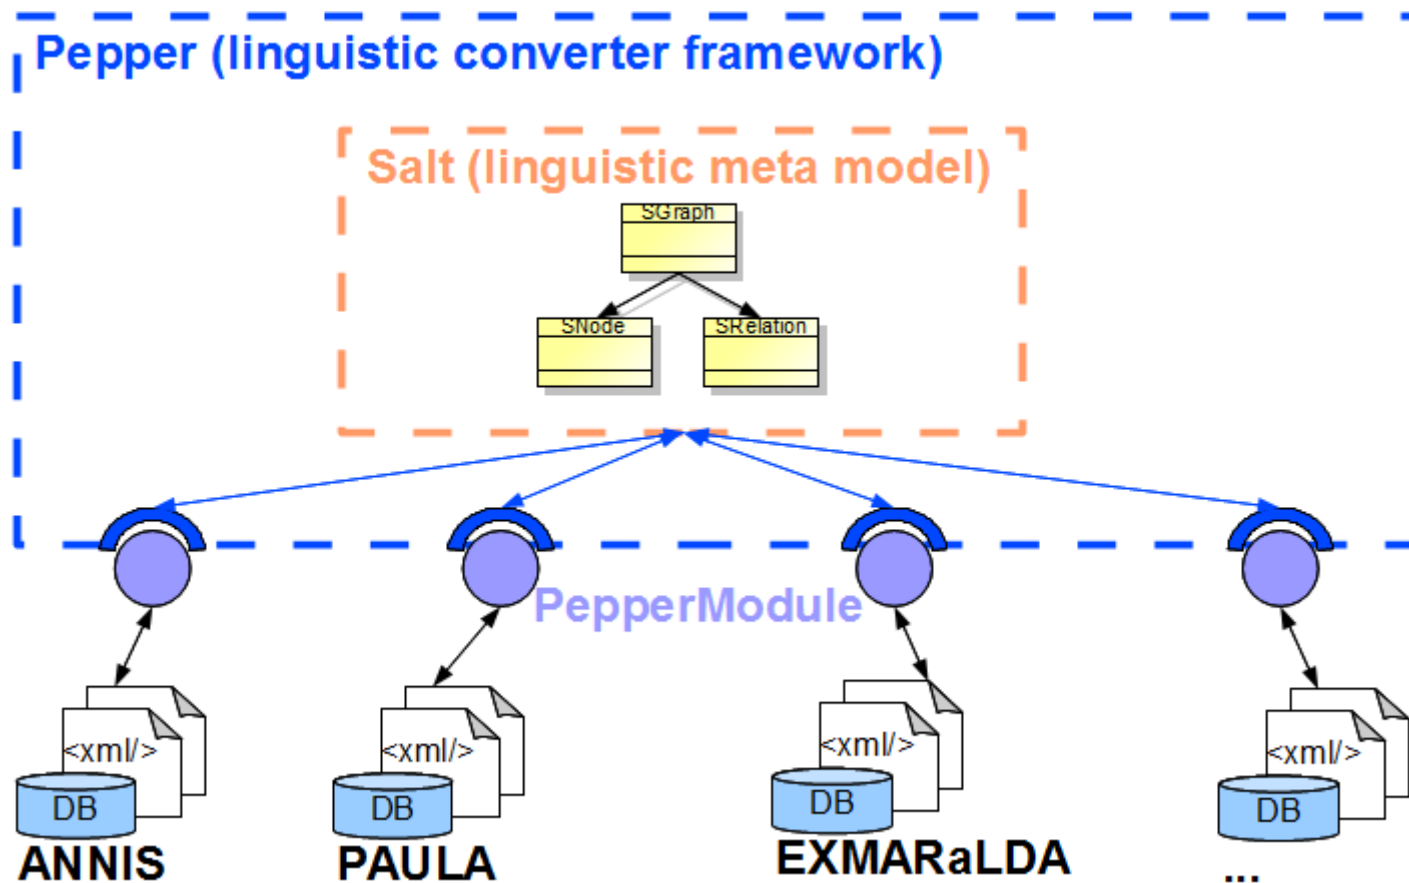 Pepper (linguistic converter framework)
Salt (linguistic meta model)
SGraph
SNode
SRelation
PepperModule
<xml/>
<xml/>
<xml/>
<xml/>
DB
DB
DB
DB
ANNIS
PAULA
EXMARaLDA
...